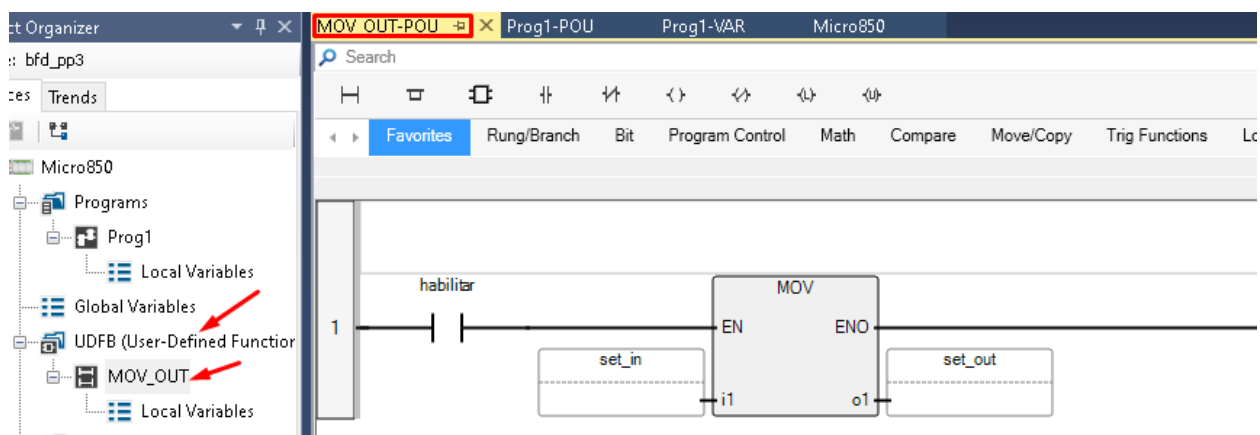 ct Organizer
: bfd_pp3
ces Trends
Micro850
Programs
Prog1
Local Variables
Global Variables
UDFB (User-Defined Function
MOV_OUT
Local Variables
MOV_OUT-POU Prog1-POU Prog1-VAR Micro850
Search
Favorites Rung/Branch Bit Program Control Math Compare Move/Copy Trig Functions Lo
habilitar
MOV
1
EN ENO
set_in set_out
i1 o1